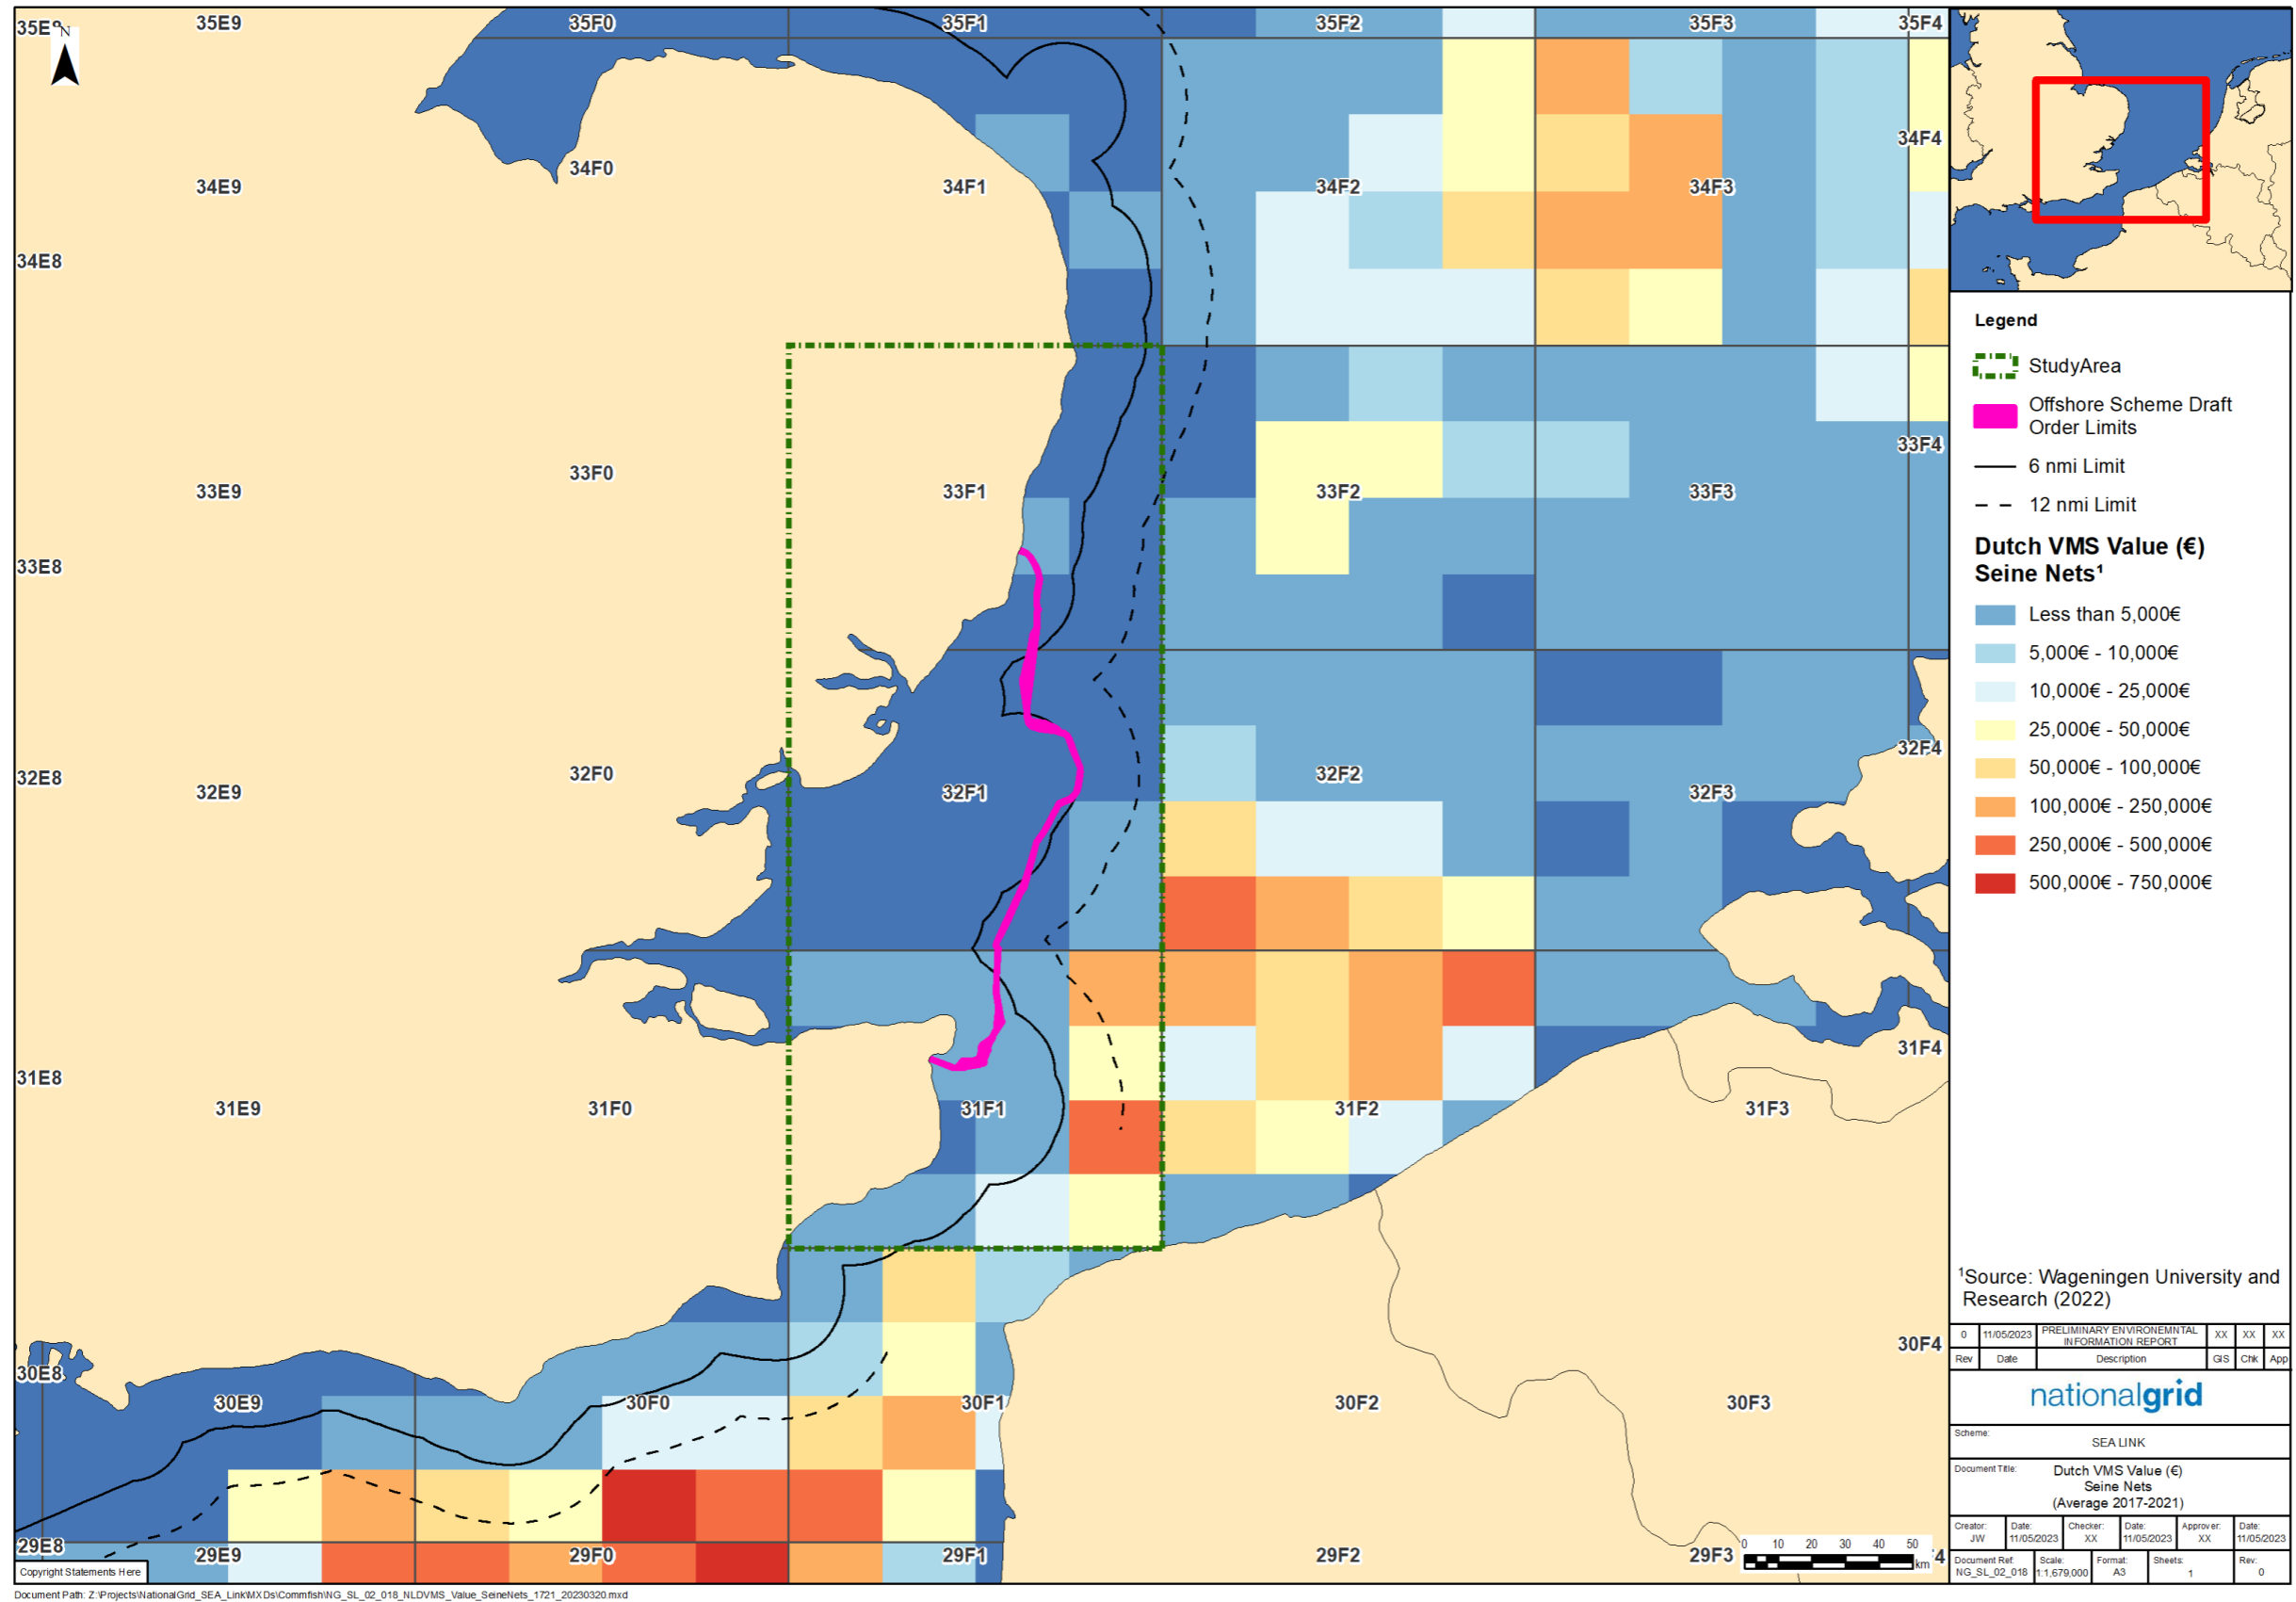 35E9
35F0
35F1
35F2
35F3
35F4
N
34F4
34F0
34E9
34F1
34F2
34F3
34E8
33F4
33F0
33E9
33F1
33F2
33F3
33E8
32F4
32F0
32F2
32E8
32E9
32F1
32F3
31F4
31E8
31E9
31F0
31F1
31F2
31F3
30F4
30E8
30E9
30F0
30F1
30F2
30F3
29E8
29E9
29F0
29F1
29F2
29F3
4
0 10 20 30 40 50
km
Copyright Statements Here
Legend
StudyArea
Offshore Scheme Draft
Order Limits
6 nmi Limit
12 nmi Limit
Dutch VMS Value (€)
Seine Nets¹
Less than 5,000€
5,000€ - 10,000€
10,000€ - 25,000€
25,000€ - 50,000€
50,000€ - 100,000€
100,000€ - 250,000€
250,000€ - 500,000€
500,000€ - 750,000€
¹Source: Wageningen University and
Research (2022)
0 11/05/2023 PRELIMINARY ENVIRONEMNTAL
INFORMATION REPORT XX XX XX
Rev Date Description GIS Chk App
nationalgrid
Scheme:
SEA LINK
Document Title: Dutch VMS Value (€)
Seine Nets
(Average 2017-2021)
Creator: Date: Checker: Date: Approver: Date:
JW 11/05/2023 XX 11/05/2023 XX 11/05/2023
Document Ref: Scale: Format: Sheets: Rev:
NG_SL_02_018 1:1,679,000 A3 1 0
Document Path: Z:\Projects\NationalGrid_SEA_Link\MXDs\Commfish\NG_SL_02_018_NLDVMS_Value_SeineNets_1721_20230320.mxd